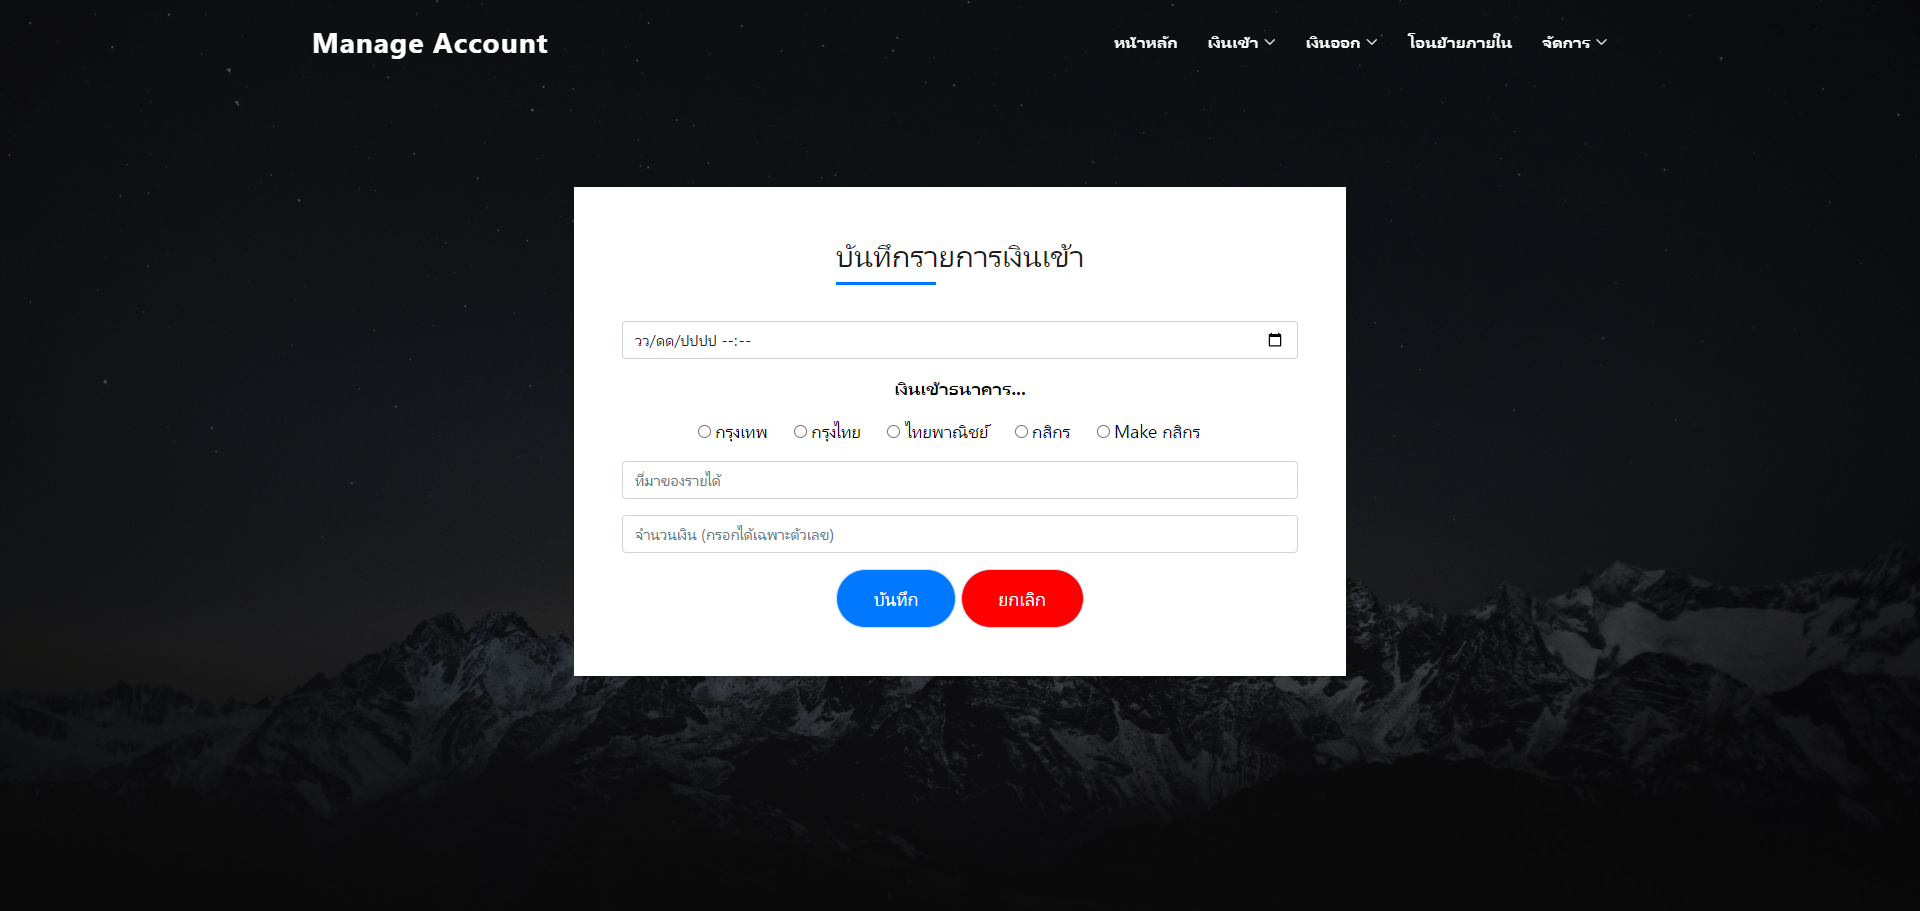 Manage Account
หน้าหลัก เงินเข้า เงินออก โอนย้ายภายใน จัดการ
บันทึกรายการเงินเข้า
วว/ดด/ปปปป --:--
เงินเข้าธนาคาร...
กรุงเทพ กรุงไทย ไทยพาณิชย์ กสิกร Make กสิกร
ที่มาของรายได้
จำนวนเงิน (กรอกได้เฉพาะตัวเลข)
บันทึก ยกเลิก